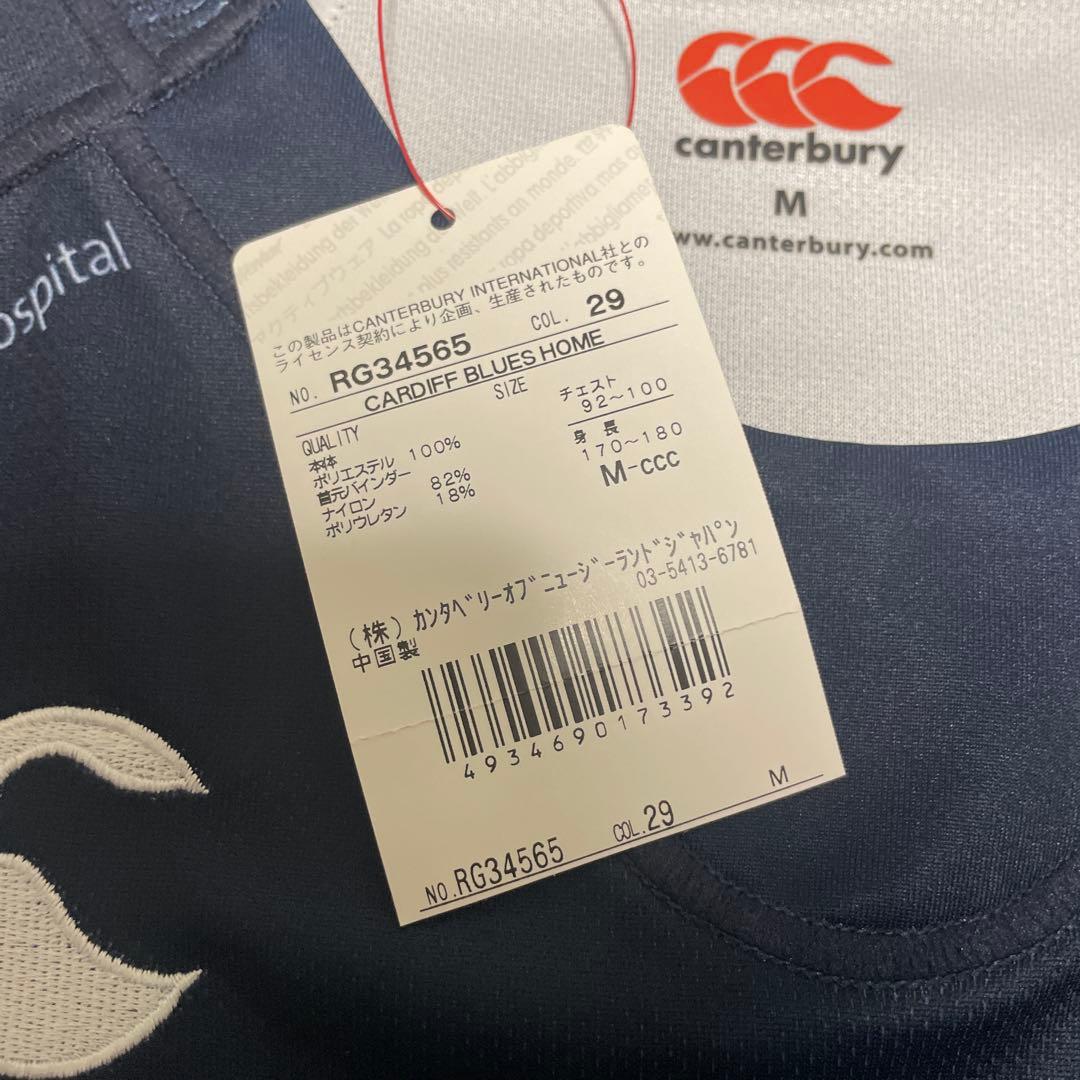 canterbury
M
www.canterbury.com
ospital
この製品はCANTERBURY INTERNATIONAL社との
ライセンス契約により企画、生産されたものです。
NO. RG34565 COL. 29
CARDIFF BLUES HOME
QUALITY SIZE
本体
ポリエステル 100%
首元バインダー
ナイロン 82%
ポリウレタン 18%
チェスト
92～100
身長
170～180
M-ccc
(株) カンタベリーオブニュージーランドジャパン
中国製 03-5413-6781
4934690173392
M
NO.RG34565 COL.29